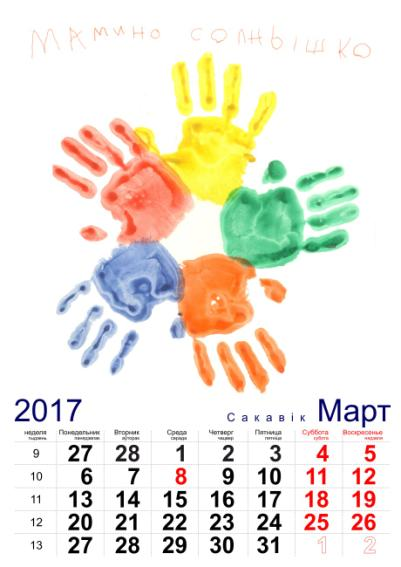 Мамино солнышко
2017 Сакавік Март
неделя Понедельник Вторник Среда Четверг Пятница Суббота Воскресенье
тыдзень панядзелак аўторак серада чацвер пятніца субота нядзеля
9 27 28 1 2 3 4 5
10 6 7 8 9 10 11 12
11 13 14 15 16 17 18 19
12 20 21 22 23 24 25 26
13 27 28 29 30 31 1 2